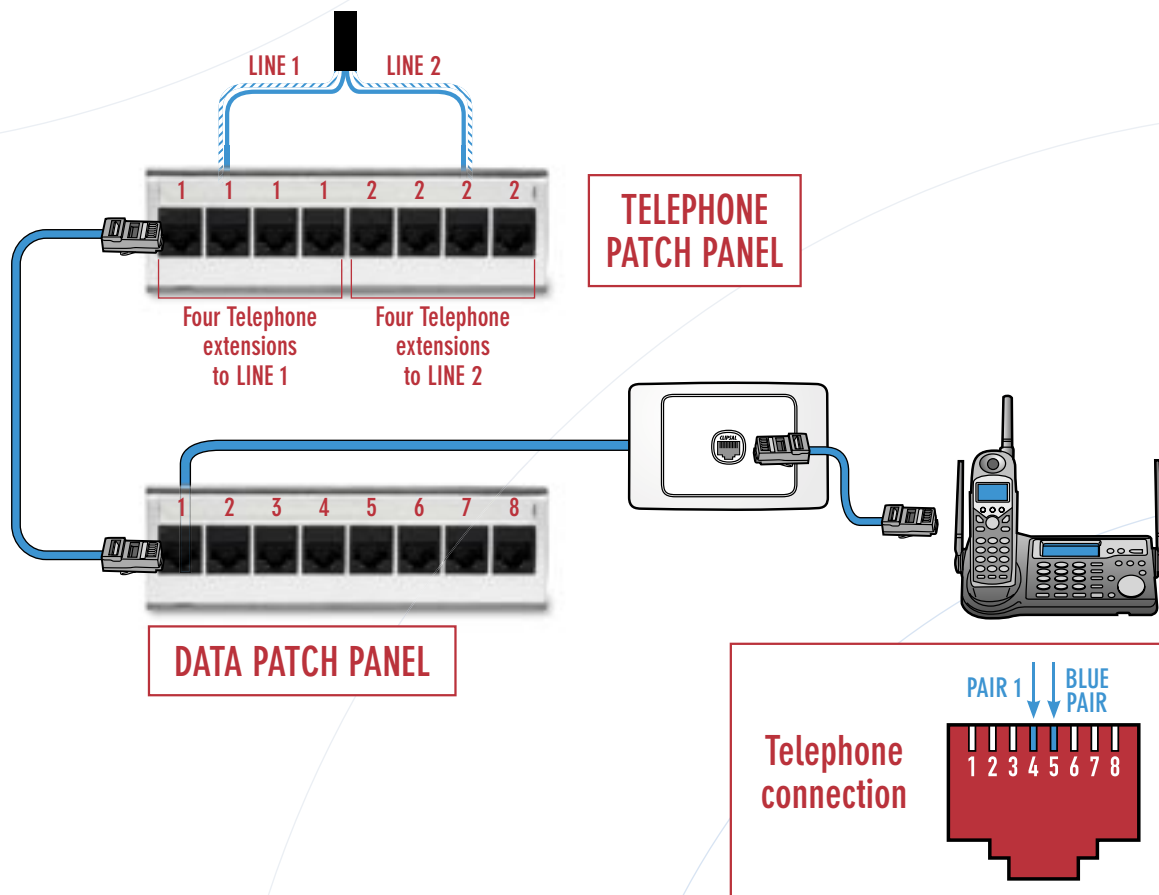 LINE 1 LINE 2
1 1 1 1 2 2 2 2
TELEPHONE
PATCH PANEL
Four Telephone
extensions
to LINE 1
Four Telephone
extensions
to LINE 2
CLIPSAL
1 2 3 4 5 6 7 8
DATA PATCH PANEL
PAIR 1
BLUE
PAIR
Telephone
connection
1 2 3 4 5 6 7 8